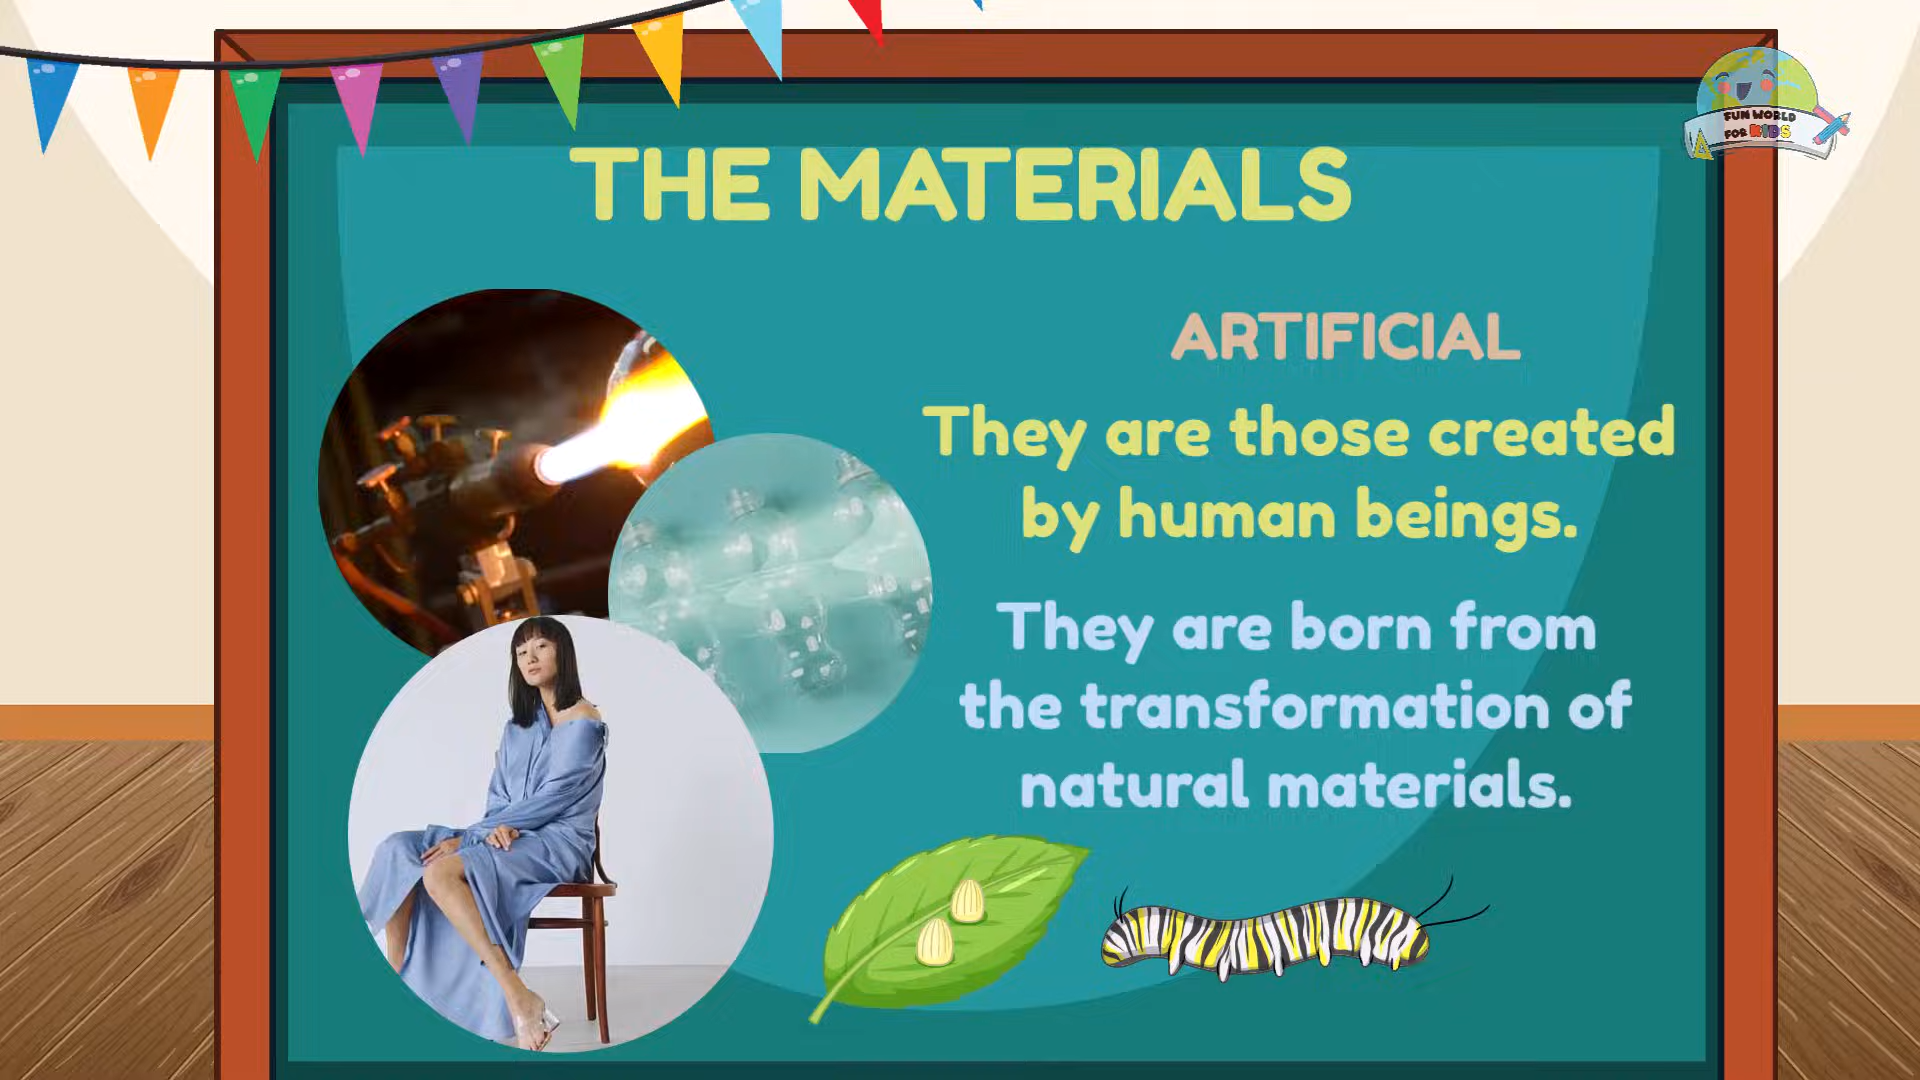 THE MATERIALS
FUN WORLD
FOR KIDS
ARTIFICIAL
They are those created
by human beings.
They are born from
the transformation of
natural materials.